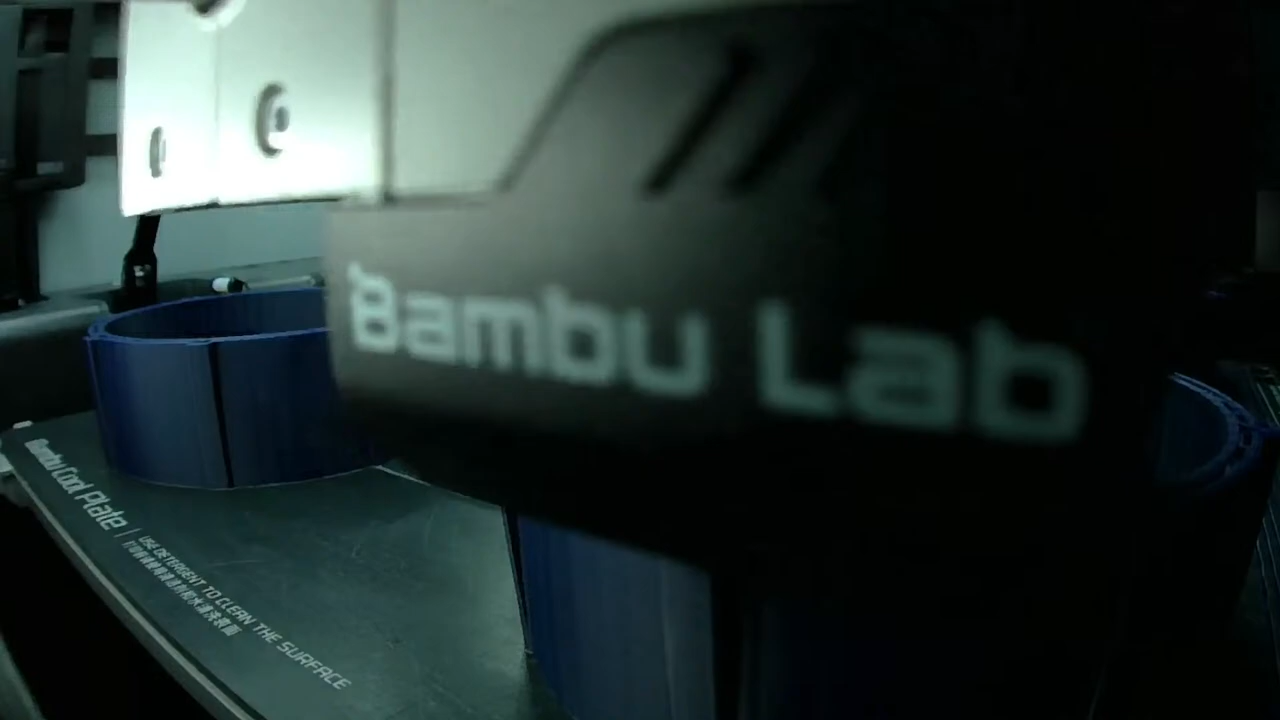 Bambu Lab
Bambu Cool Plate | USE DETERGENT TO CLEAN THE SURFACE